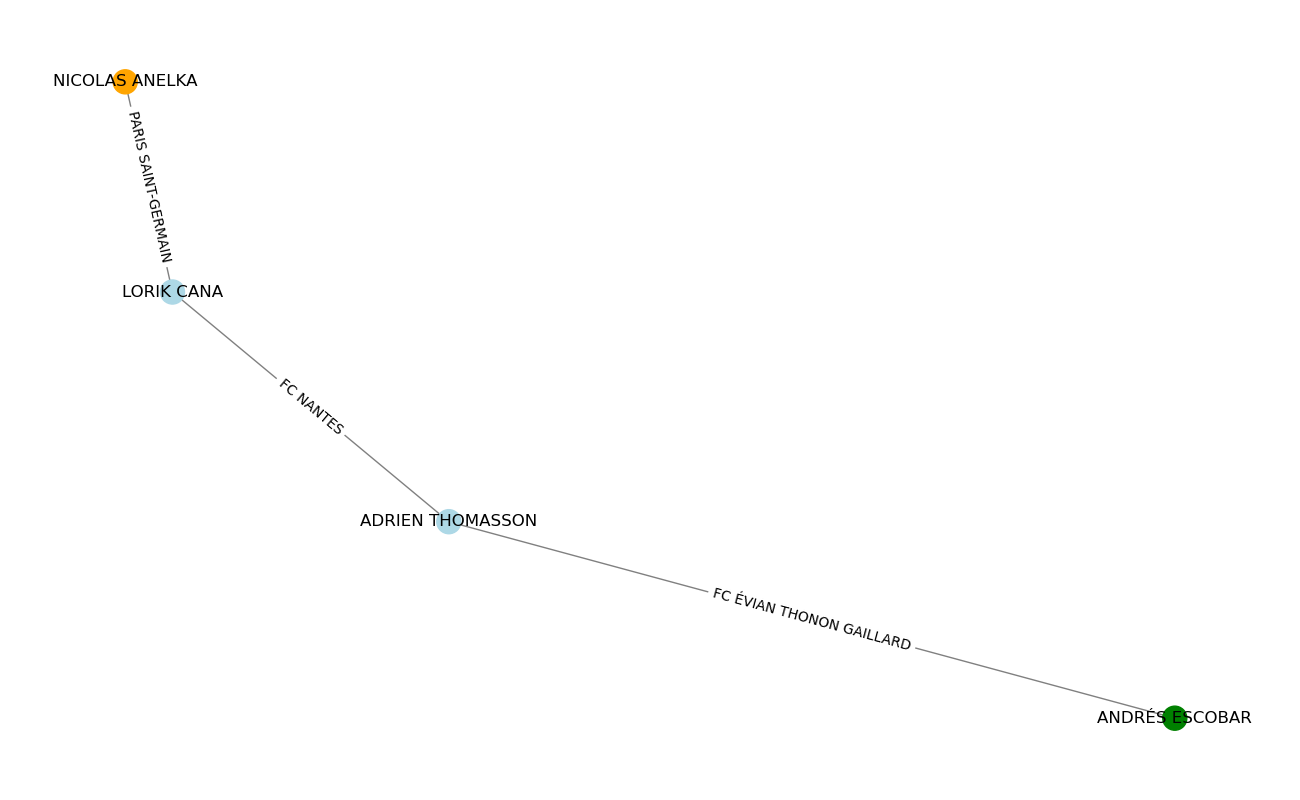 NICOLAS ANELKA
PARIS SAINT-GERMAIN
LORIK CANA
FC NANTES
ADRIEN THOMASSON
FC ÉVIAN THONON GAILLARD
ANDRÉS ESCOBAR